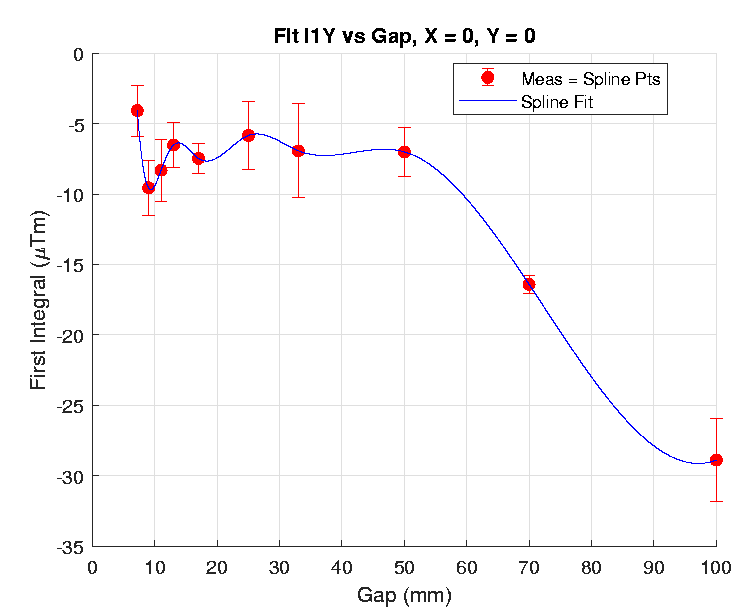 Fit I1Y vs Gap, X = 0, Y = 0
Meas = Spline Pts
Spline Fit
First Integral (μTm)
0
-5
-10
-15
-20
-25
-30
-35
0 10 20 30 40 50 60 70 80 90 100
Gap (mm)